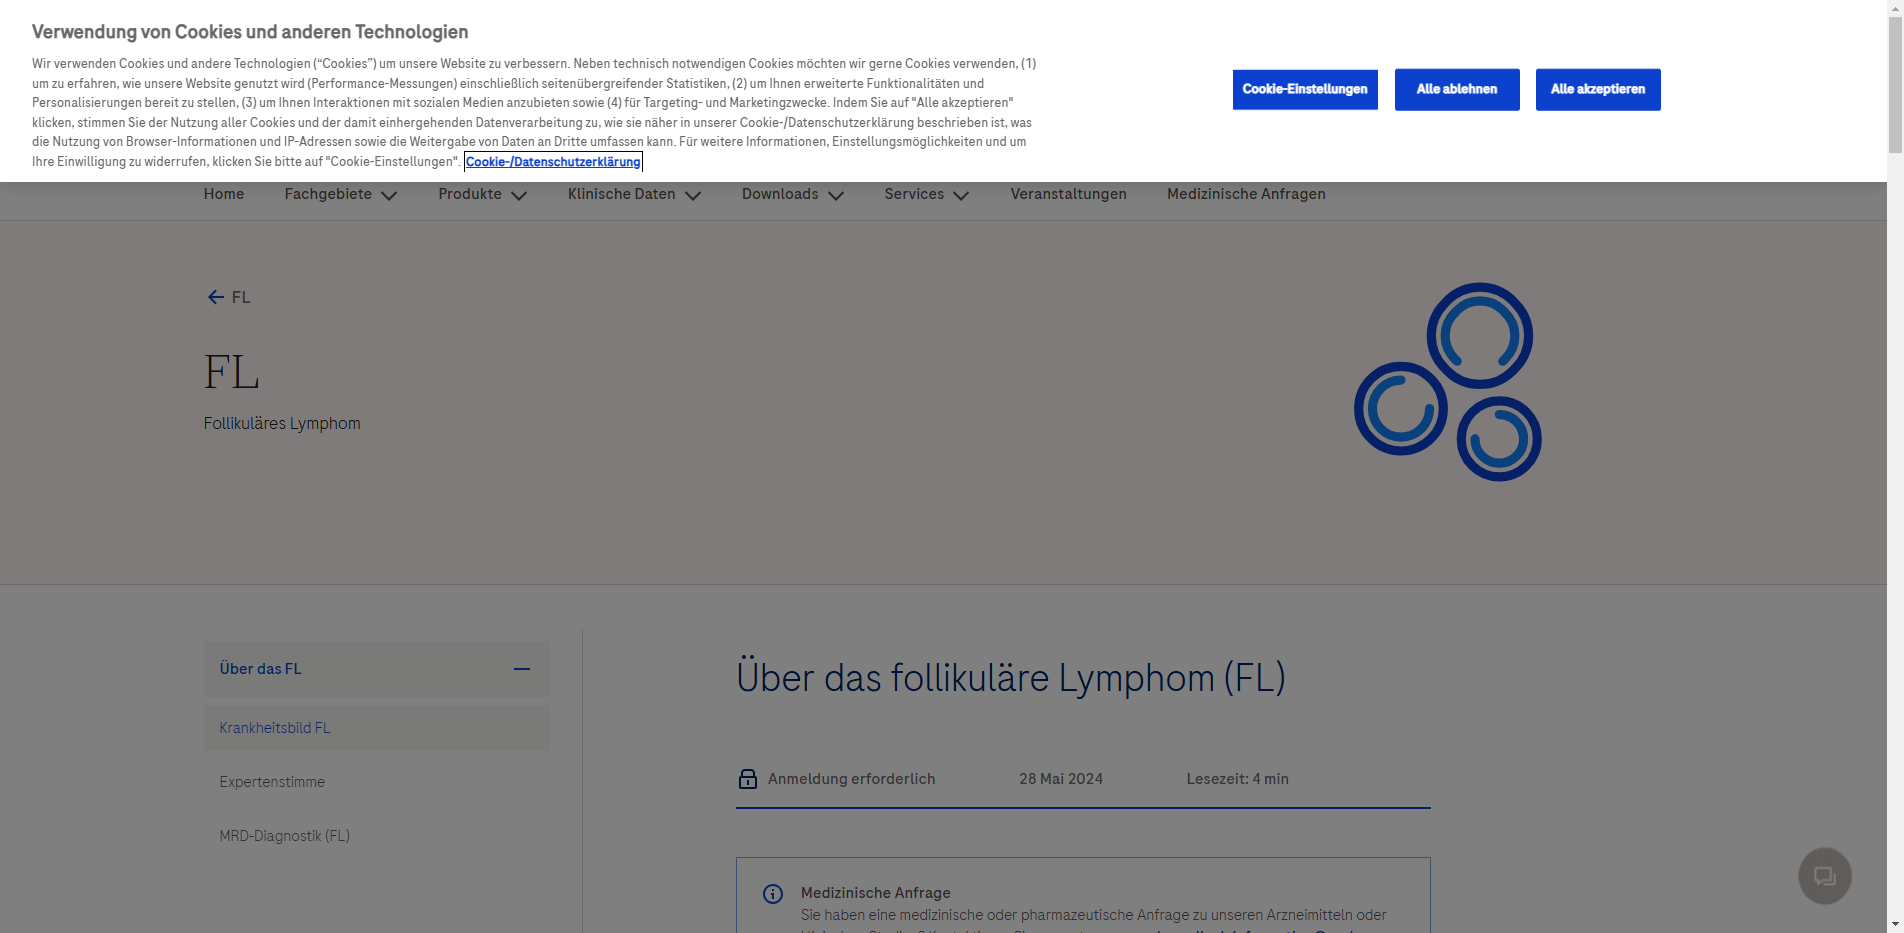 Verwendung von Cookies und anderen Technologien
Wir verwenden Cookies und andere Technologien (“Cookies”) um unsere Website zu verbessern. Neben technisch notwendigen Cookies möchten wir gerne Cookies verwenden, (1)
um zu erfahren, wie unsere Website genutzt wird (Performance-Messungen) einschließlich seitenübergreifender Statistiken, (2) um Ihnen erweiterte Funktionalitäten und
Personalisierungen bereit zu stellen, (3) um Ihnen Interaktionen mit sozialen Medien anzubieten sowie (4) für Targeting- und Marketingzwecke. Indem Sie auf "Alle akzeptieren"
klicken, stimmen Sie der Nutzung aller Cookies und der damit einhergehenden Datenverarbeitung zu, wie sie näher in unserer Cookie-/Datenschutzerklärung beschrieben ist, was
die Nutzung von Browser-Informationen und IP-Adressen sowie die Weitergabe von Daten an Dritte umfassen kann. Für weitere Informationen, Einstellungsmöglichkeiten und um
Ihre Einwilligung zu widerrufen, klicken Sie bitte auf "Cookie-Einstellungen". Cookie-/Datenschutzerklärung
Cookie-Einstellungen
Alle ablehnen
Alle akzeptieren
Home
Fachgebiete
Produkte
Klinische Daten
Downloads
Services
Veranstaltungen
Medizinische Anfragen
FL
FL
Follikuläres Lymphom
Über das FL
Krankheitsbild FL
Expertenstimme
MRD-Diagnostik (FL)
Über das follikuläre Lymphom (FL)
Anmeldung erforderlich
28 Mai 2024
Lesezeit: 4 min
Medizinische Anfrage
Sie haben eine medizinische oder pharmazeutische Anfrage zu unseren Arzneimitteln oder